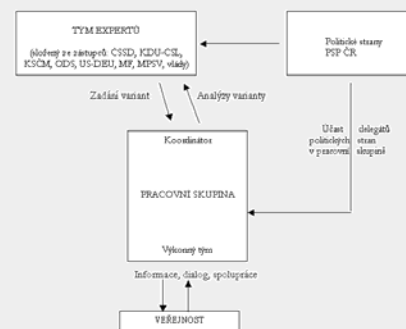 TÝM EXPERTŮ
(složený ze zástupců: ČSSD, KDU-ČSL,
KSČM, ODS, US-DEU, MF, MPSV, vlády)
Politické strany
PSP ČR
Zadání variant
Analýzy varianty
Účast delegátů
politických stran
v pracovní skupině
Koordinátor
PRACOVNÍ SKUPINA
Výkonný tým
Informace, dialog, spolupráce
VEŘEJNOST